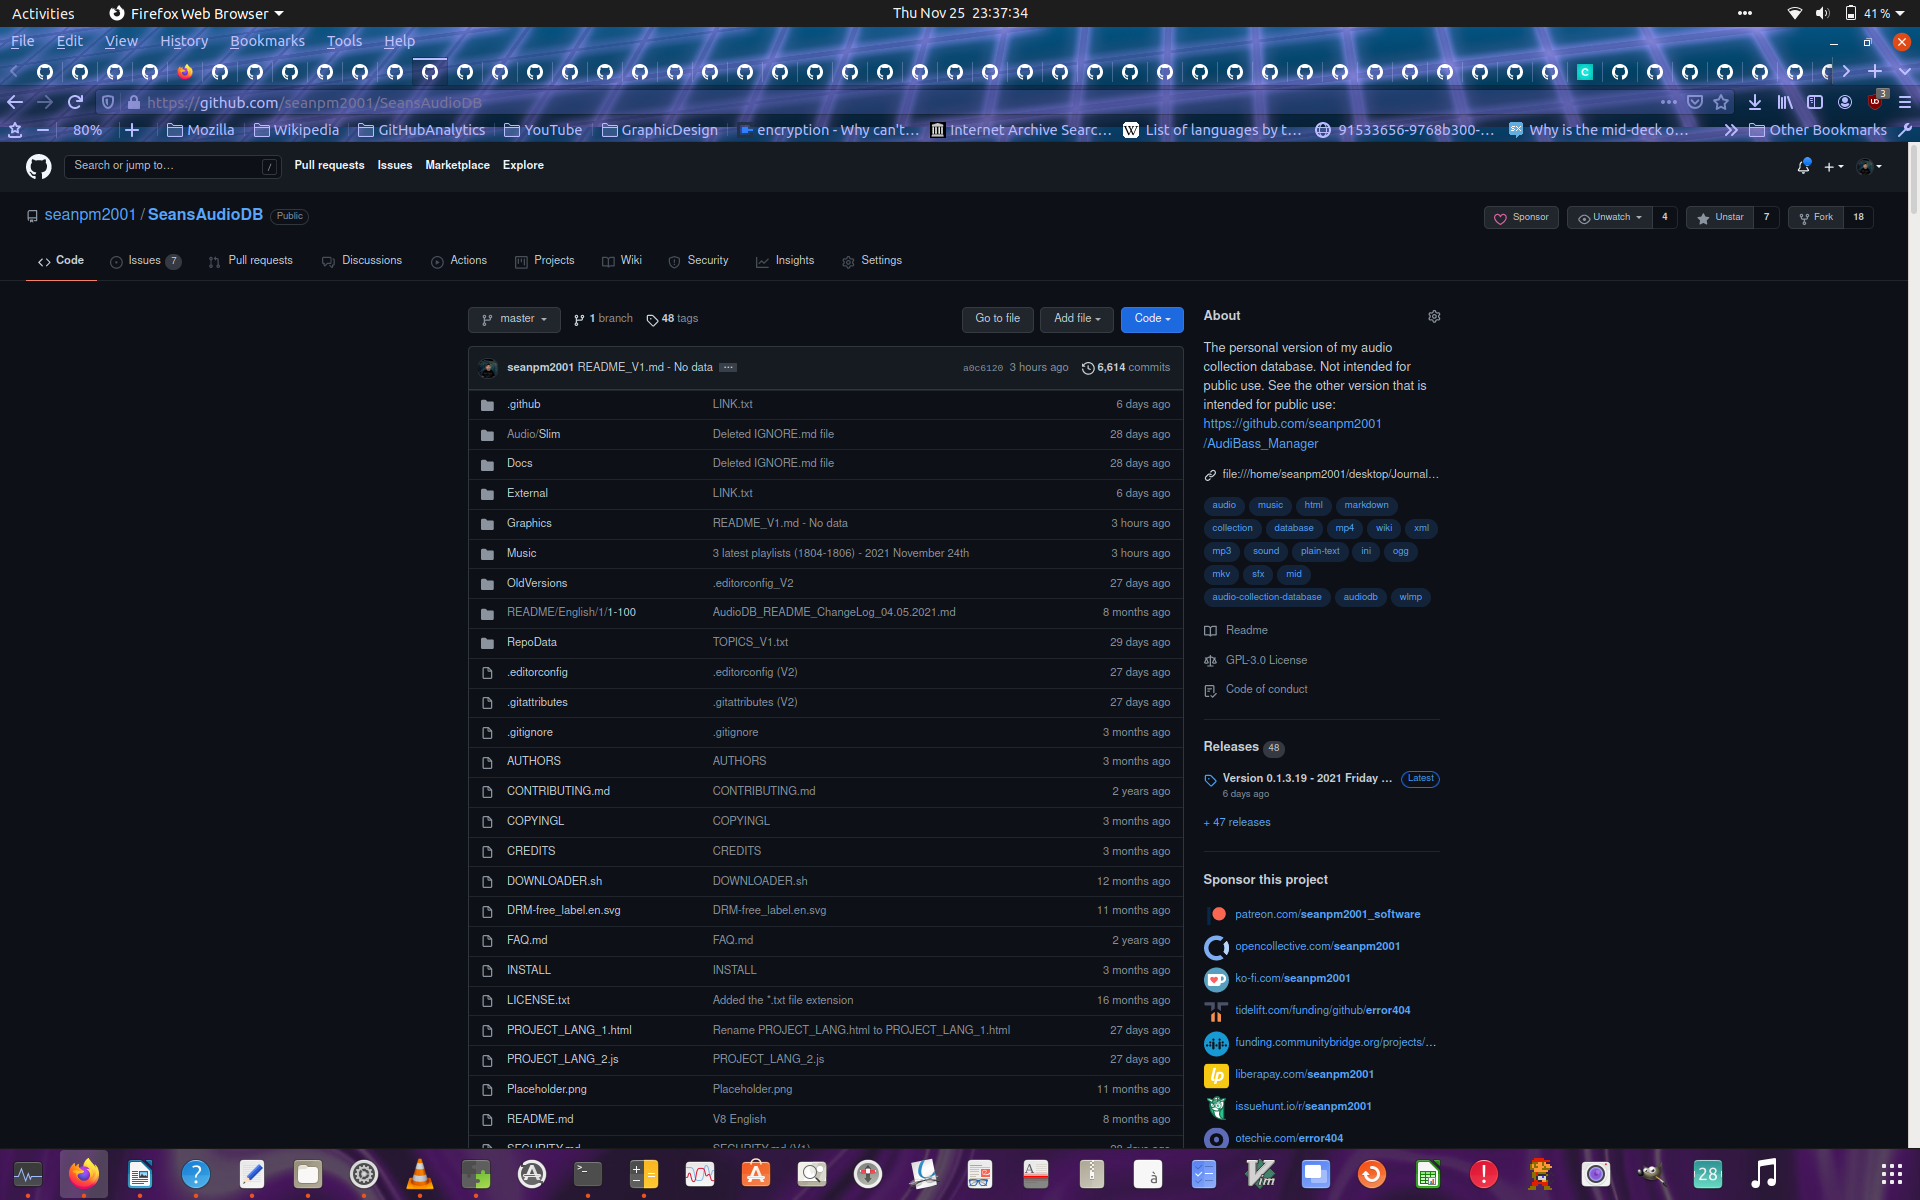 Activities Firefox Web Browser Thu Nov 25 23:37:34 41 %
File Edit View History Bookmarks Tools Help
https://github.com/seanpm2001/SeansAudioDB 3
80% Mozilla Wikipedia GitHubAnalytics YouTube GraphicDesign encryption - Why can't… Internet Archive Searc… List of languages by t… 91533656-9768b300-… Why is the mid-deck o… Other Bookmarks
Search or jump to… / Pull requests Issues Marketplace Explore
seanpm2001 / SeansAudioDB Public Sponsor Unwatch 4 Unstar 7 Fork 18
Code Issues 7 Pull requests Discussions Actions Projects Wiki Security Insights Settings
master 1 branch 48 tags Go to file Add file Code
seanpm2001 README_V1.md - No data ... a0c6120 3 hours ago 6,614 commits
.github LINK.txt 6 days ago
Audio/Slim Deleted IGNORE.md file 28 days ago
Docs Deleted IGNORE.md file 28 days ago
External LINK.txt 6 days ago
Graphics README_V1.md - No data 3 hours ago
Music 3 latest playlists (1804-1806) - 2021 November 24th 3 hours ago
OldVersions .editorconfig_V2 27 days ago
README/English/1/1-100 AudioDB_README_ChangeLog_04.05.2021.md 8 months ago
RepoData TOPICS_V1.txt 29 days ago
.editorconfig .editorconfig (V2) 27 days ago
.gitattributes .gitattributes (V2) 27 days ago
.gitignore .gitignore 3 months ago
AUTHORS AUTHORS 3 months ago
CONTRIBUTING.md CONTRIBUTING.md 2 years ago
COPYINGL COPYINGL 3 months ago
CREDITS CREDITS 3 months ago
DOWNLOADER.sh DOWNLOADER.sh 12 months ago
DRM-free_label.en.svg DRM-free_label.en.svg 11 months ago
FAQ.md FAQ.md 2 years ago
INSTALL INSTALL 3 months ago
LICENSE.txt Added the *.txt file extension 16 months ago
PROJECT_LANG_1.html Rename PROJECT_LANG.html to PROJECT_LANG_1.html 27 days ago
PROJECT_LANG_2.js PROJECT_LANG_2.js 27 days ago
Placeholder.png Placeholder.png 11 months ago
README.md V8 English 8 months ago
SECURITY.md SECURITY.md (V1)
About
The personal version of my audio
collection database. Not intended for
public use. See the other version that is
intended for public use:
https://github.com/seanpm2001
/AudiBass_Manager
file:///home/seanpm2001/desktop/Journal…
audio music html markdown
collection database mp4 wiki xml
mp3 sound plain-text ini ogg
mkv sfx mid
audio-collection-database audiodb wlmp
Readme
GPL-3.0 License
Code of conduct
Releases 48
Version 0.1.3.19 - 2021 Friday … Latest
6 days ago
+ 47 releases
Sponsor this project
patreon.com/seanpm2001_software
opencollective.com/seanpm2001
ko-fi.com/seanpm2001
tidelift.com/funding/github/error404
funding.communitybridge.org/projects/…
liberapay.com/seanpm2001
issuehunt.io/r/seanpm2001
otechie.com/error404
28